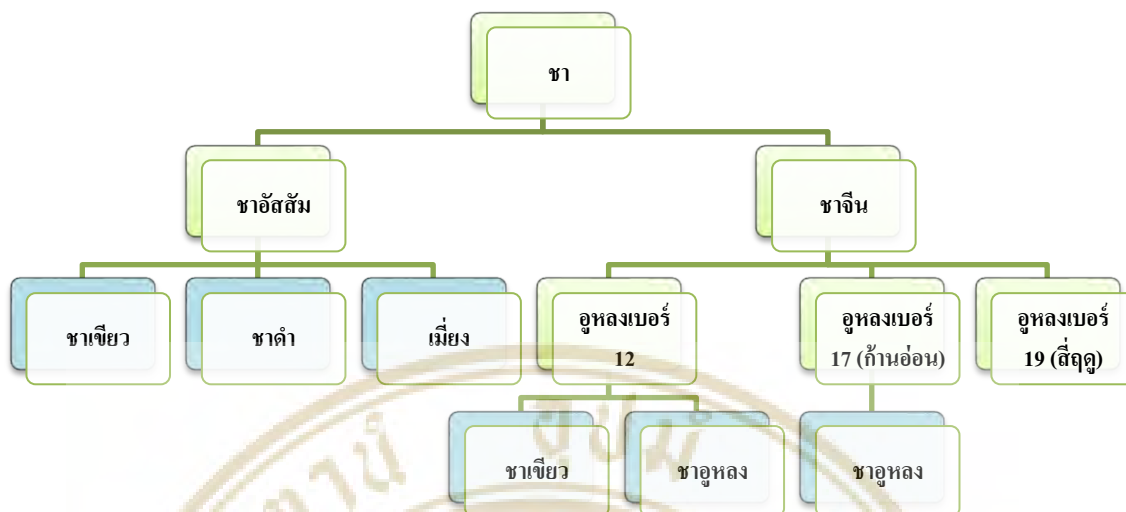 ชา
ชาอัสสัม
ชาจีน
ชาเขียว
ชาดำ
เมี่ยง
อูหลงเบอร์
12
อูหลงเบอร์
17 (ก้านอ่อน)
อูหลงเบอร์
19 (สี่ฤดู)
ชาเขียว
ชาอูหลง
ชาอูหลง